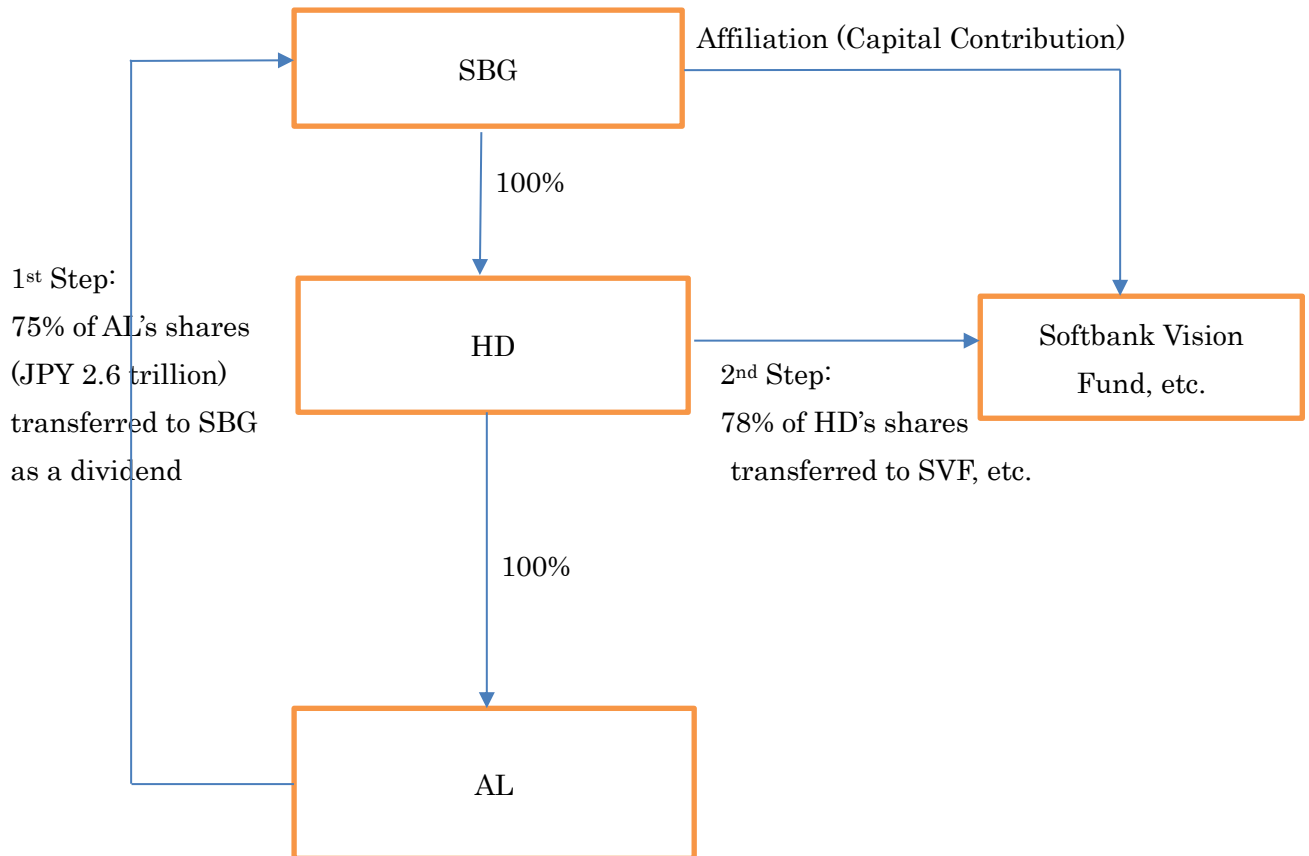 Affiliation (Capital Contribution)
SBG
100%
1st Step:
75% of AL’s shares
(JPY 2.6 trillion)
transferred to SBG
as a dividend
HD
Softbank Vision
Fund, etc.
2nd Step:
78% of HD’s shares
transferred to SVF, etc.
100%
AL